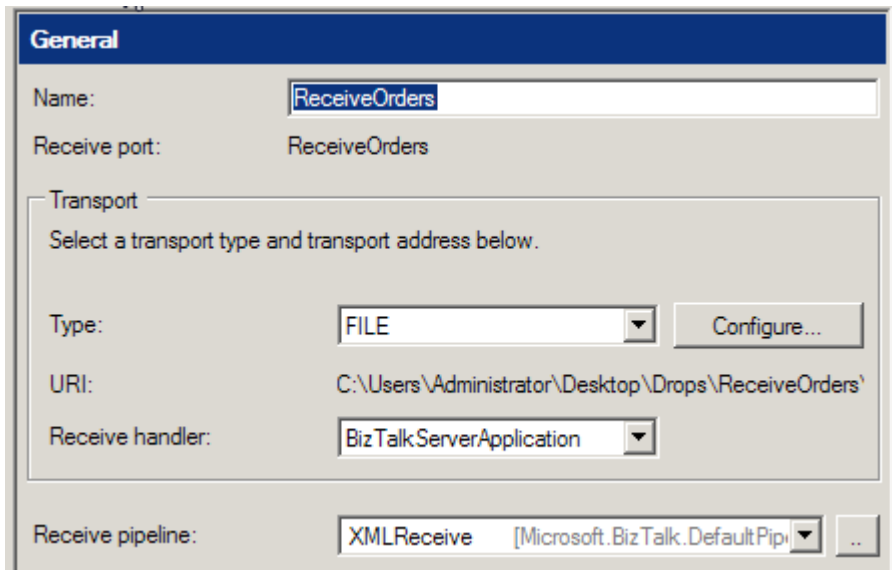 General
Name: ReceiveOrders
Receive port: ReceiveOrders
Transport
Select a transport type and transport address below.
Type: FILE Configure...
URI: C:\Users\Administrator\Desktop\Drops\ReceiveOrders\
Receive handler: BizTalkServerApplication
Receive pipeline: XMLReceive [Microsoft.BizTalk.DefaultPip ..